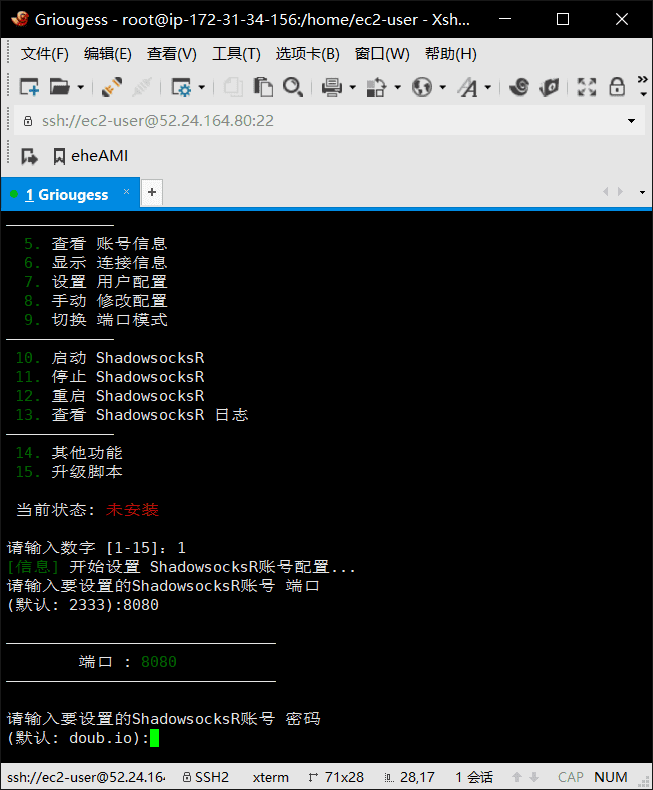 Griougess - root@ip-172-31-34-156:/home/ec2-user - Xsh...
文件(F) 编辑(E) 查看(V) 工具(T) 选项卡(B) 窗口(W) 帮助(H)
ssh://ec2-user@52.24.164.80:22
eheAMI
1 Griougess × +
5. 查看 账号信息
6. 显示 连接信息
7. 设置 用户配置
8. 手动 修改配置
9. 切换 端口模式
10. 启动 ShadowsocksR
11. 停止 ShadowsocksR
12. 重启 ShadowsocksR
13. 查看 ShadowsocksR 日志
14. 其他功能
15. 升级脚本
当前状态: 未安装
请输入数字 [1-15]: 1
[信息] 开始设置 ShadowsocksR账号配置...
请输入要设置的ShadowsocksR账号 端口
(默认: 2333):8080
端口 : 8080
请输入要设置的ShadowsocksR账号 密码
(默认: doub.io):
ssh://ec2-user@52.24.164 SSH2 xterm 71x28 28,17 1 会话 CAP NUM